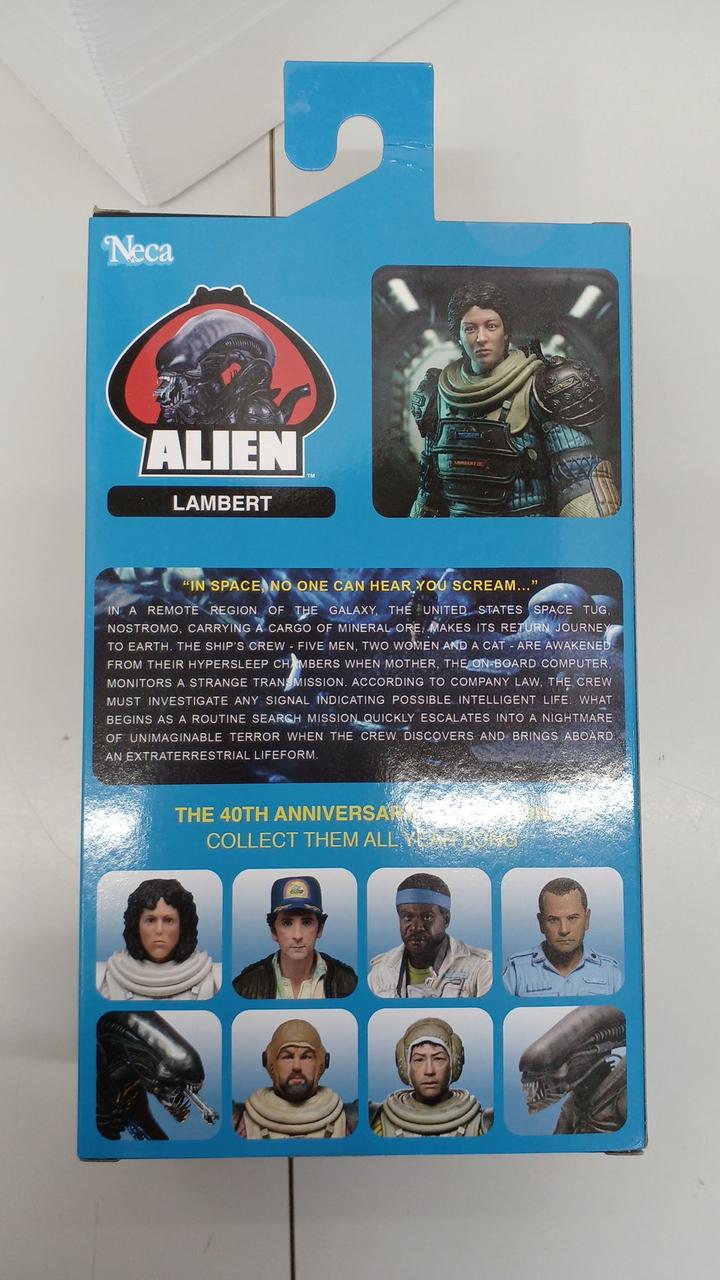 Neca
ALIEN
TM
LAMBERT
“IN SPACE, NO ONE CAN HEAR YOU SCREAM...”
IN A REMOTE REGION OF THE GALAXY, THE UNITED STATES SPACE TUG,
NOSTROMO, CARRYING A CARGO OF MINERAL ORE, MAKES ITS RETURN JOURNEY
TO EARTH. THE SHIP'S CREW - FIVE MEN, TWO WOMEN AND A CAT - ARE AWAKENED
FROM THEIR HYPERSLEEP CHAMBERS WHEN MOTHER, THE ON-BOARD COMPUTER,
MONITORS A STRANGE TRANSMISSION. ACCORDING TO COMPANY LAW, THE CREW
MUST INVESTIGATE ANY SIGNAL INDICATING POSSIBLE INTELLIGENT LIFE. WHAT
BEGINS AS A ROUTINE SEARCH MISSION QUICKLY ESCALATES INTO A NIGHTMARE
OF UNIMAGINABLE TERROR WHEN THE CREW DISCOVERS AND BRINGS ABOARD
AN EXTRATERRESTRIAL LIFEFORM.
THE 40TH ANNIVERSARY
COLLECT THEM ALL YEAR LONG